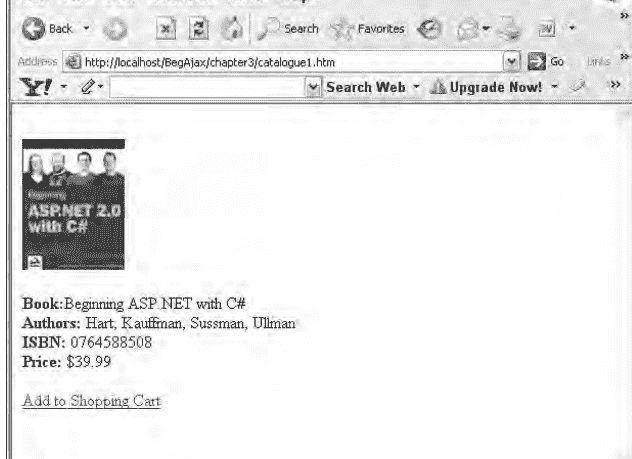 Back
Search
Favorites
Address
http://localhost/BegAjax/chapter3/catalogue1.htm
Go
Links
Y!
Search Web
Upgrade Now!
Beginning
ASP.NET 2.0
with C#
Book:Beginning ASP.NET with C#
Authors: Hart, Kauffman, Sussman, Ullman
ISBN: 0764588508
Price: $39.99
Add to Shopping Cart